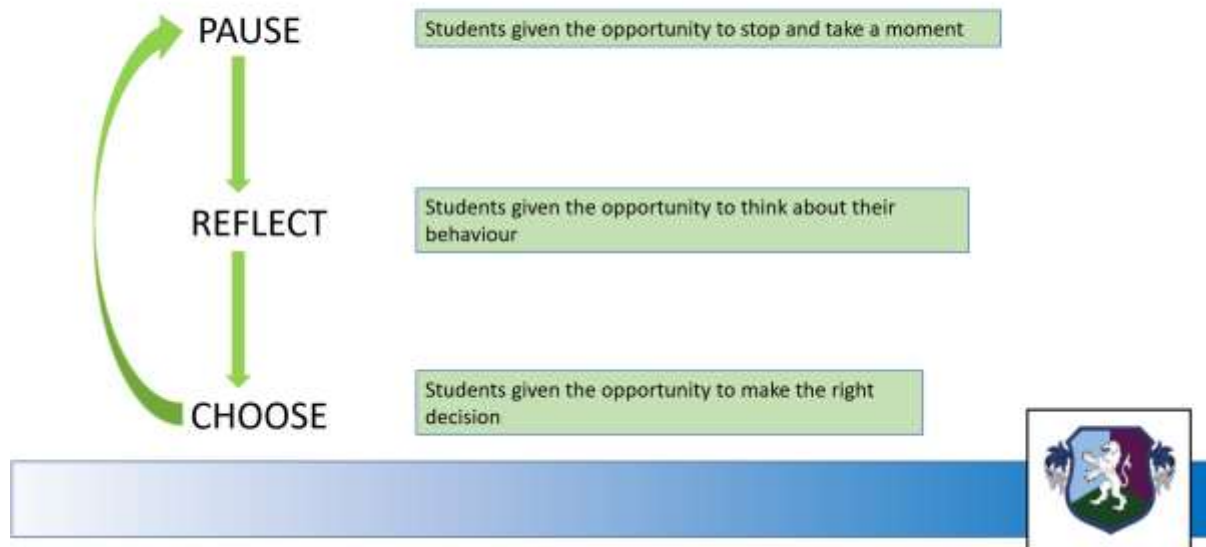 PAUSE
Students given the opportunity to stop and take a moment
REFLECT
Students given the opportunity to think about their
behaviour
CHOOSE
Students given the opportunity to make the right
decision